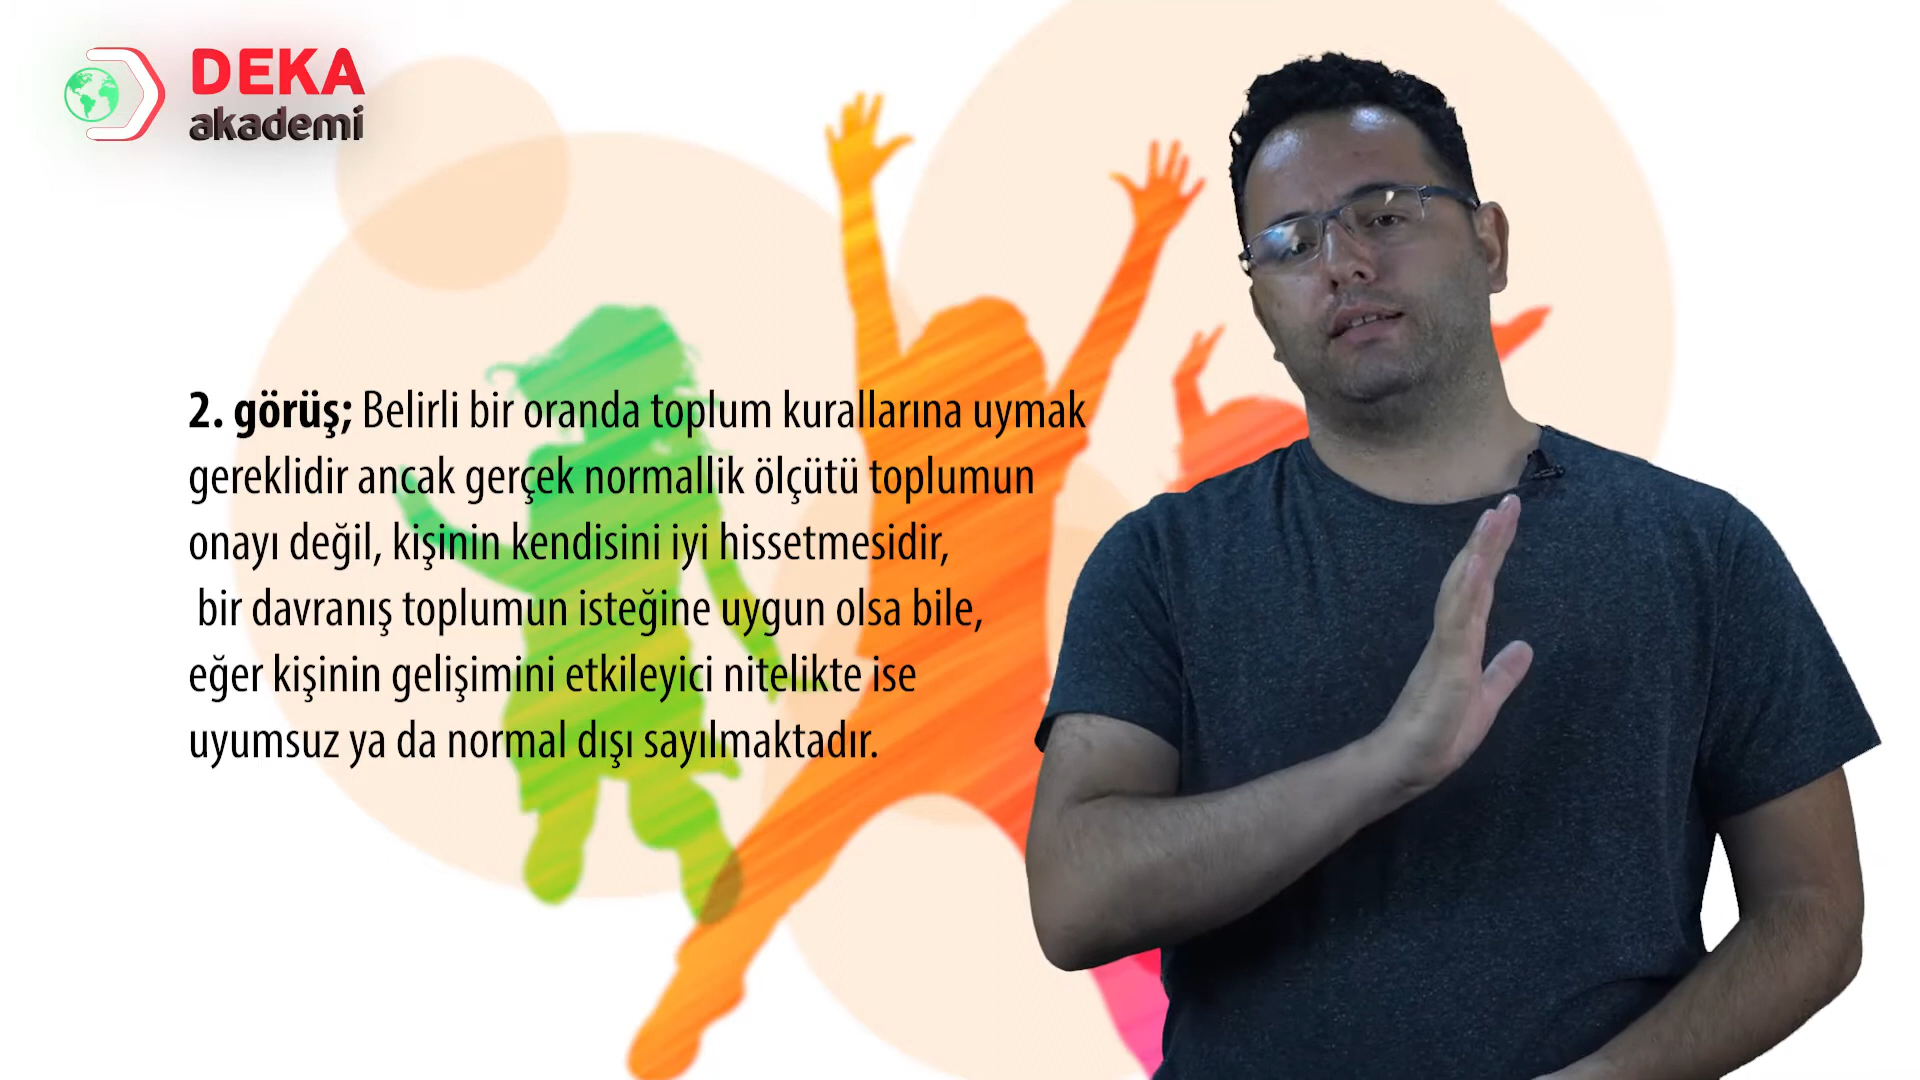 DEKA
akademi
2. görüş; Belirli bir oranda toplum kurallarına uymak
gereklidir ancak gerçek normallik ölçütü toplumun
onayı değil, kişinin kendisini iyi hissetmesidir,
bir davranış toplumun isteğine uygun olsa bile,
eğer kişinin gelişimini etkileyici nitelikte ise
uyumsuz ya da normal dışı sayılmaktadır.